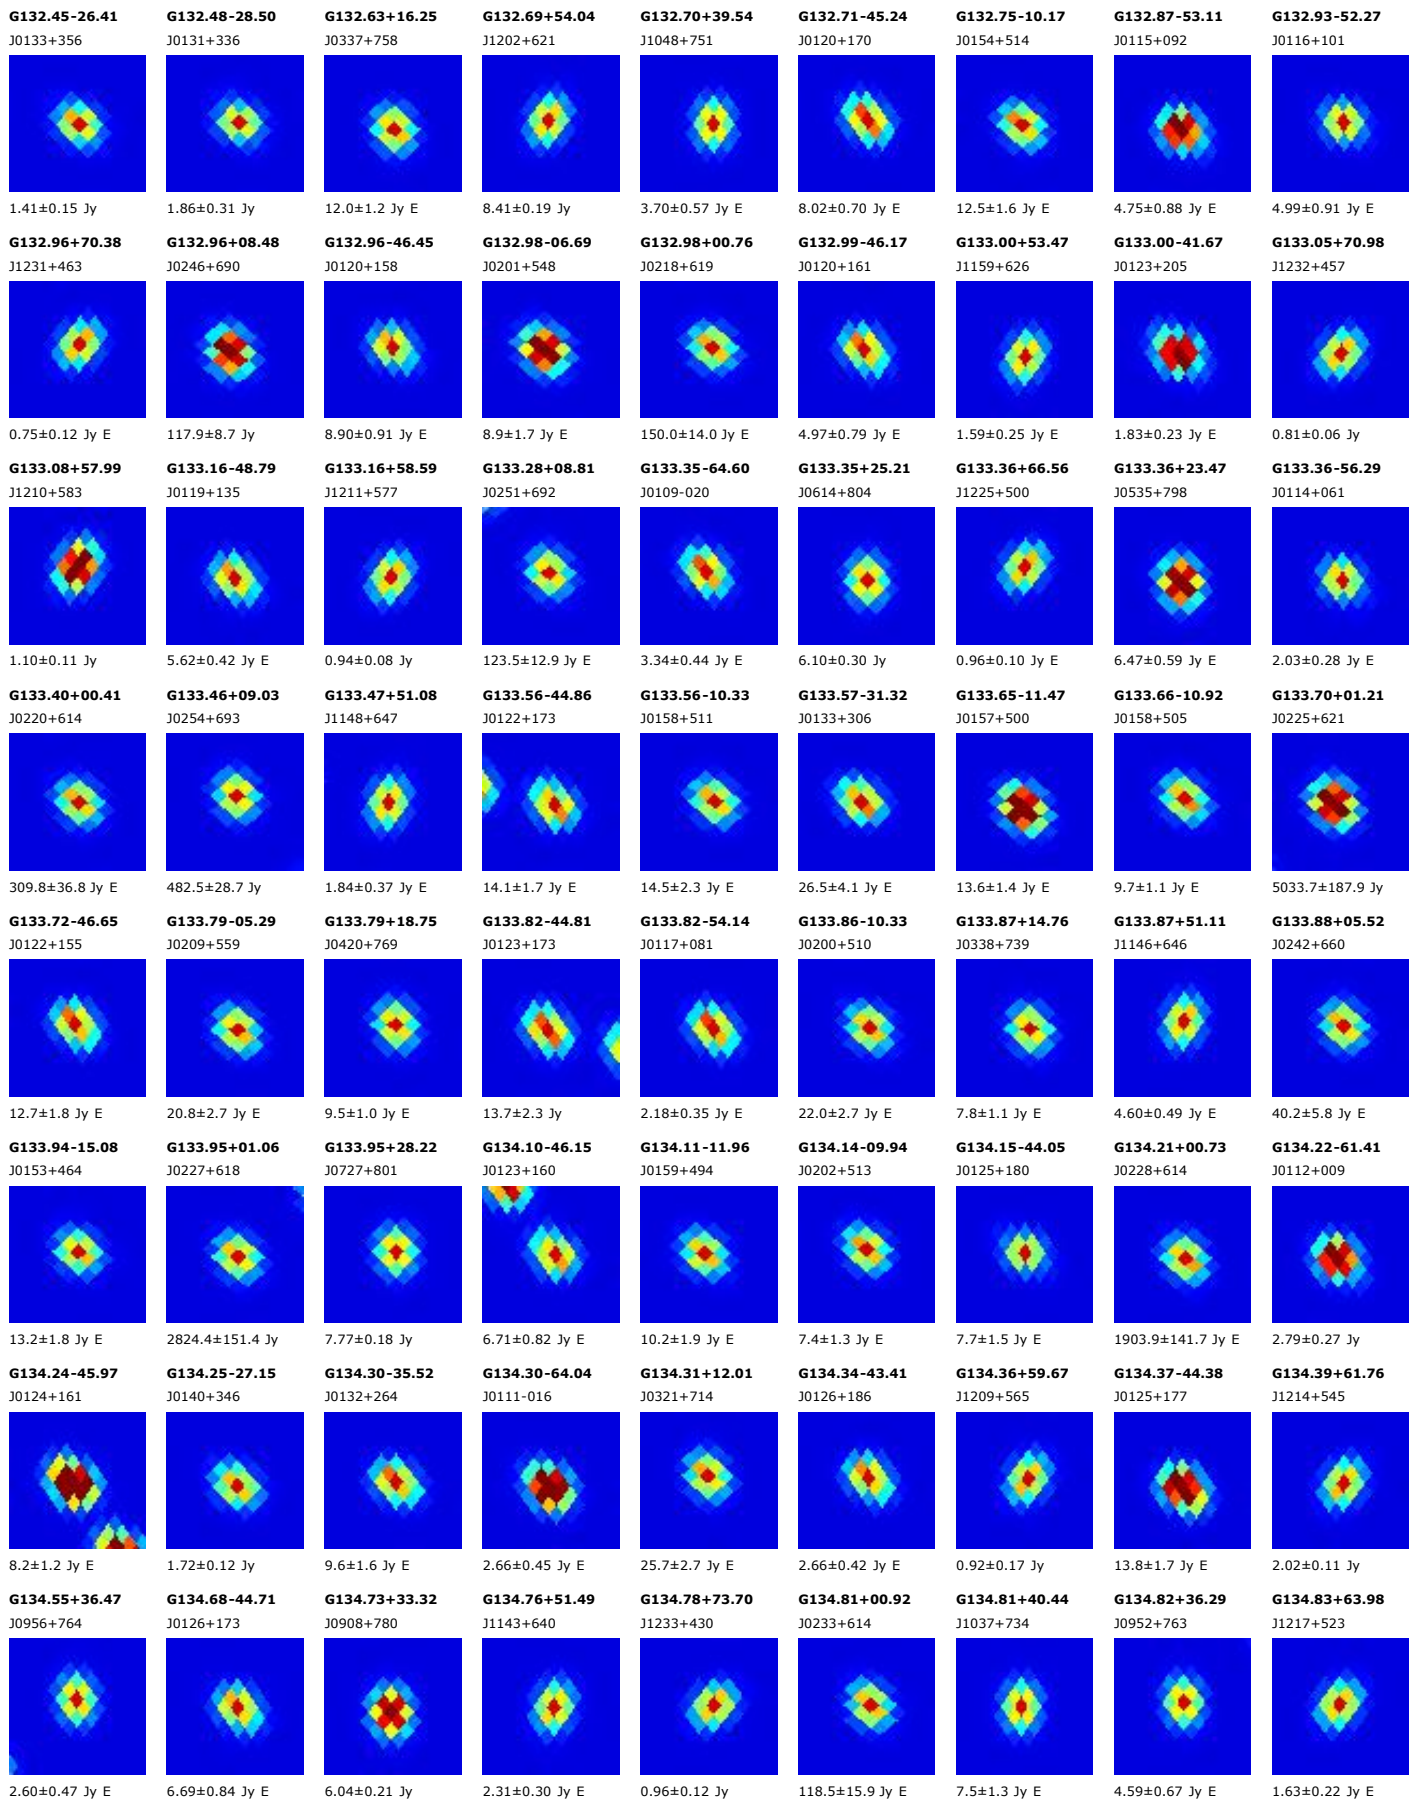 G132.45-26.41 G132.48-28.50 G132.63+16.25 G132.69+54.04 G132.70+39.54 G132.71-45.24 G132.75-10.17 G132.87-53.11 G132.93-52.27
J0133+356 J0131+336 J0337+758 J1202+621 J1048+751 J0120+170 J0154+514 J0115+092 J0116+101
1.41±0.15 Jy 1.86±0.31 Jy 12.0±1.2 Jy E 8.41±0.19 Jy 3.70±0.57 Jy E 8.02±0.70 Jy E 12.5±1.6 Jy E 4.75±0.88 Jy E 4.99±0.91 Jy E
G132.96+70.38 G132.96+08.48 G132.96-46.45 G132.98-06.69 G132.98+00.76 G132.99-46.17 G133.00+53.47 G133.00-41.67 G133.05+70.98
J1231+463 J0246+690 J0120+158 J0201+548 J0218+619 J0120+161 J1159+626 J0123+205 J1232+457
0.75±0.12 Jy E 117.9±8.7 Jy 8.90±0.91 Jy E 8.9±1.7 Jy E 150.0±14.0 Jy E 4.97±0.79 Jy E 1.59±0.25 Jy E 1.83±0.23 Jy E 0.81±0.06 Jy
G133.08+57.99 G133.16-48.79 G133.16+58.59 G133.28+08.81 G133.35-64.60 G133.35+25.21 G133.36+66.56 G133.36+23.47 G133.36-56.29
J1210+583 J0119+135 J1211+577 J0251+692 J0109-020 J0614+804 J1225+500 J0535+798 J0114+061
1.10±0.11 Jy 5.62±0.42 Jy E 0.94±0.08 Jy 123.5±12.9 Jy E 3.34±0.44 Jy E 6.10±0.30 Jy 0.96±0.10 Jy E 6.47±0.59 Jy E 2.03±0.28 Jy E
G133.40+00.41 G133.46+09.03 G133.47+51.08 G133.56-44.86 G133.56-10.33 G133.57-31.32 G133.65-11.47 G133.66-10.92 G133.70+01.21
J0220+614 J0254+693 J1148+647 J0122+173 J0158+511 J0133+306 J0157+500 J0158+505 J0225+621
309.8±36.8 Jy E 482.5±28.7 Jy 1.84±0.37 Jy E 14.1±1.7 Jy E 14.5±2.3 Jy E 26.5±4.1 Jy E 13.6±1.4 Jy E 9.7±1.1 Jy E 5033.7±187.9 Jy
G133.72-46.65 G133.79-05.29 G133.79+18.75 G133.82-44.81 G133.82-54.14 G133.86-10.33 G133.87+14.76 G133.87+51.11 G133.88+05.52
J0122+155 J0209+559 J0420+769 J0123+173 J0117+081 J0200+510 J0338+739 J1146+646 J0242+660
12.7±1.8 Jy E 20.8±2.7 Jy E 9.5±1.0 Jy E 13.7±2.3 Jy 2.18±0.35 Jy E 22.0±2.7 Jy E 7.8±1.1 Jy E 4.60±0.49 Jy E 40.2±5.8 Jy E
G133.94-15.08 G133.95+01.06 G133.95+28.22 G134.10-46.15 G134.11-11.96 G134.14-09.94 G134.15-44.05 G134.21+00.73 G134.22-61.41
J0153+464 J0227+618 J0727+801 J0123+160 J0159+494 J0202+513 J0125+180 J0228+614 J0112+009
13.2±1.8 Jy E 2824.4±151.4 Jy 7.77±0.18 Jy 6.71±0.82 Jy E 10.2±1.9 Jy E 7.4±1.3 Jy E 7.7±1.5 Jy E 1903.9±141.7 Jy E 2.79±0.27 Jy
G134.24-45.97 G134.25-27.15 G134.30-35.52 G134.30-64.04 G134.31+12.01 G134.34-43.41 G134.36+59.67 G134.37-44.38 G134.39+61.76
J0124+161 J0140+346 J0132+264 J0111-016 J0321+714 J0126+186 J1209+565 J0125+177 J1214+545
8.2±1.2 Jy E 1.72±0.12 Jy 9.6±1.6 Jy E 2.66±0.45 Jy E 25.7±2.7 Jy E 2.66±0.42 Jy E 0.92±0.17 Jy 13.8±1.7 Jy E 2.02±0.11 Jy
G134.55+36.47 G134.68-44.71 G134.73+33.32 G134.76+51.49 G134.78+73.70 G134.81+00.92 G134.81+40.44 G134.82+36.29 G134.83+63.98
J0956+764 J0126+173 J0908+780 J1143+640 J1233+430 J0233+614 J1037+734 J0952+763 J1217+523
2.60±0.47 Jy E 6.69±0.84 Jy E 6.04±0.21 Jy 2.31±0.30 Jy E 0.96±0.12 Jy 118.5±15.9 Jy E 7.5±1.3 Jy E 4.59±0.67 Jy E 1.63±0.22 Jy E